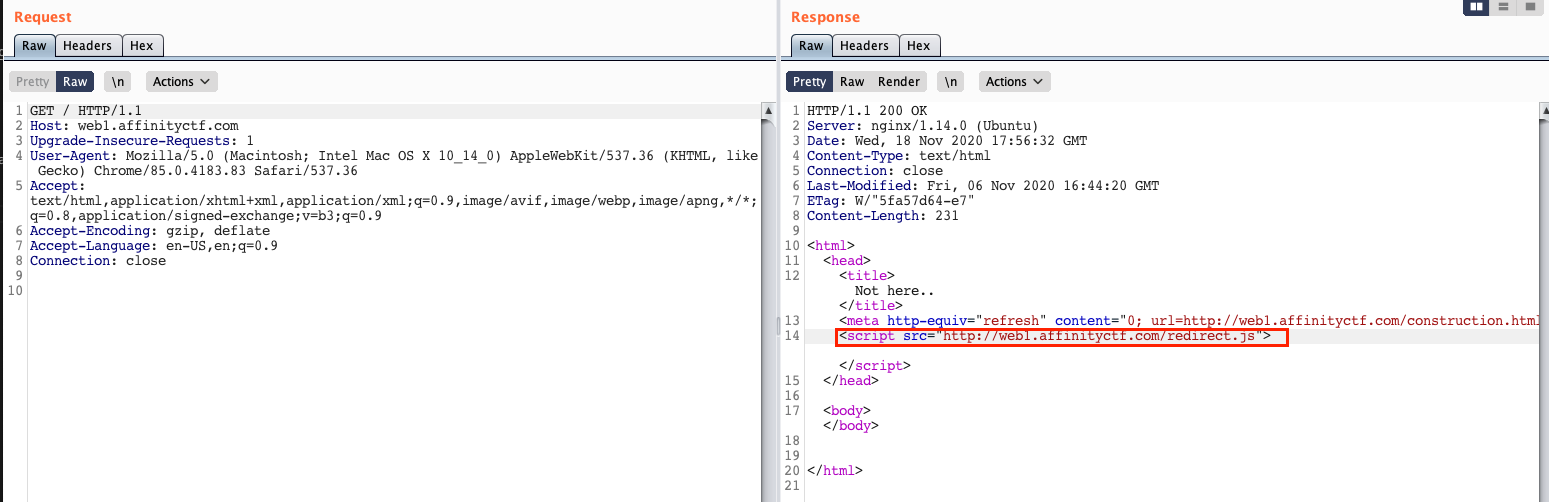 Request
Raw Headers Hex
Pretty Raw \n Actions
1 GET / HTTP/1.1
2 Host: web1.affinityctf.com
3 Upgrade-Insecure-Requests: 1
4 User-Agent: Mozilla/5.0 (Macintosh; Intel Mac OS X 10_14_0) AppleWebKit/537.36 (KHTML, like
Gecko) Chrome/85.0.4183.83 Safari/537.36
5 Accept:
text/html,application/xhtml+xml,application/xml;q=0.9,image/avif,image/webp,image/apng,*/*;
q=0.8,application/signed-exchange;v=b3;q=0.9
6 Accept-Encoding: gzip, deflate
7 Accept-Language: en-US,en;q=0.9
8 Connection: close
9
10
Response
Raw Headers Hex
Pretty Raw Render \n Actions
1 HTTP/1.1 200 OK
2 Server: nginx/1.14.0 (Ubuntu)
3 Date: Wed, 18 Nov 2020 17:56:32 GMT
4 Content-Type: text/html
5 Connection: close
6 Last-Modified: Fri, 06 Nov 2020 16:44:20 GMT
7 ETag: W/"5fa57d64-e7"
8 Content-Length: 231
9
10 <html>
11 <head>
12 <title>
Not here..
</title>
13 <meta http-equiv="refresh" content="0; url=http://web1.affinityctf.com/construction.html
14 <script src="http://web1.affinityctf.com/redirect.js">
</script>
15 </head>
16
17 <body>
</body>
18
19
20 </html>
21